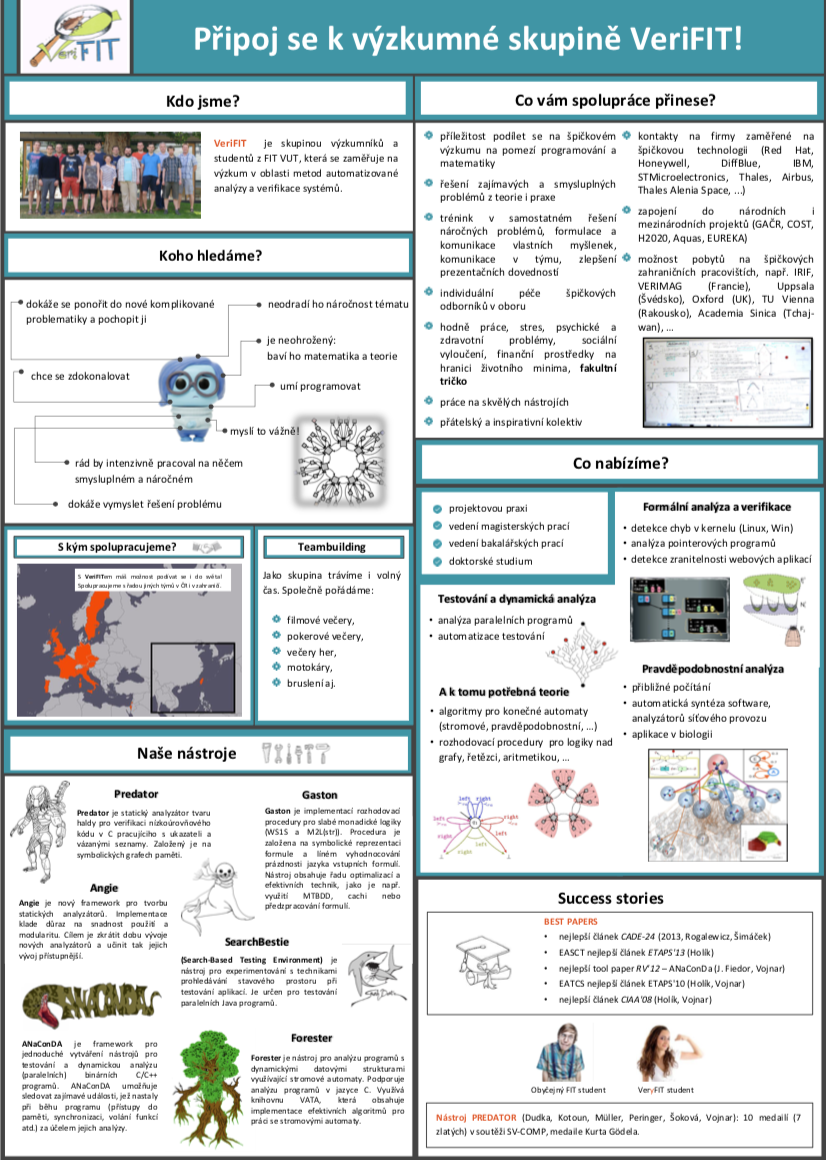 VeriFIT
Připoj se k výzkumné skupině VeriFIT!
Kdo jsme?
VeriFIT je skupinou výzkumníků a
studentů z FIT VUT, která se zaměřuje na
výzkum v oblasti metod automatizované
analýzy a verifikace systémů.
Koho hledáme?
dokáže se ponořit do nové komplikované
problematiky a pochopit ji
neodradí ho náročnost tématu
je neohrožený:
baví ho matematika a teorie
chce se zdokonalovat
umí programovat
myslí to vážně!
rád by intenzivně pracoval na něčem
smysluplném a náročném
dokáže vymyslet řešení problému
S kým spolupracujeme?
S VeriFITem máš možnost podívat se i do světa!
Spolupracujeme s řadou jiných týmů v ČR i v zahraničí.
Teambuilding
Jako skupina trávíme i volný
čas. Společně pořádáme:
filmové večery,
pokerové večery,
večery her,
motokáry,
bruslení aj.
Naše nástroje
Predator
Predator je statický analyzátor tvaru
haldy pro verifikaci nízkoúrovňového
kódu v C pracujícího s ukazateli a
vázanými seznamy. Založený je na
symbolických grafech paměti.
Angie
Angie je nový framework pro tvorbu
statických analyzátorů. Implementace
klade důraz na snadnost použití a
modularitu. Cílem je zkrátit dobu vývoje
nových analyzátorů a učinit tak jejich
vývoj přístupnější.
ANACONDA
ANaConDA je framework pro
jednoduché vytváření nástrojů pro
testování a dynamickou analýzu
(paralelních) binárních C/C++
programů. ANaConDA umožňuje
sledovat zajímavé události, jež nastaly
při běhu programu (přístupy do
paměti, synchronizaci, volání funkcí
atd.) za účelem jejich analýzy.
Gaston
Gaston je implementací rozhodovací
procedury pro slabé monadické logiky
(WS1S a M2L(str)). Procedura je
založena na symbolické reprezentaci
formule a líném vyhodnocování
prázdnosti jazyka vstupních formulí.
Nástroj obsahuje řadu optimalizací a
efektivních technik, jako je např.
využití MTBDD, cachi nebo
předzpracování formulí.
SearchBestie
(Search-Based Testing Environment) je
nástroj pro experimentování s technikami
prohledávání stavového prostoru při
testování aplikací. Je určen pro testování
paralelních Java programů.
Forester
Forester je nástroj pro analýzu programů s
dynamickými datovými strukturami
využívající stromové automaty. Podporuje
analýzu programů v jazyce C. Využívá
knihovnu VATA, která obsahuje
implementace efektivních algoritmů pro
práci se stromovými automaty.
Co vám spolupráce přinese?
příležitost podílet se na špičkovém
výzkumu na pomezí programování a
matematiky
řešení zajímavých a smysluplných
problémů z teorie i praxe
trénink v samostatném řešení
náročných problémů, formulace a
komunikace vlastních myšlenek,
komunikace v týmu, zlepšení
prezentačních dovedností
individuální péče špičkových
odborníků v oboru
hodně práce, stres, psychické a
zdravotní problémy, sociální
vyloučení, finanční prostředky na
hranici životního minima, fakultní
tričko
práce na skvělých nástrojích
přátelský a inspirativní kolektiv
kontakty na firmy zaměřené na
špičkovou technologii (Red Hat,
Honeywell, DiffBlue, IBM,
STMicroelectronics, Thales, Airbus,
Thales Alenia Space, ...)
zapojení do národních i
mezinárodních projektů (GAČR, COST,
H2020, Aquas, EUREKA)
možnost pobytů na špičkových
zahraničních pracovištích, např. IRIF,
VERIMAG (Francie), Uppsala
(Švédsko), Oxford (UK), TU Vienna
(Rakousko), Academia Sinica (Tchaj-
wan), ...
Co nabízíme?
projektovou praxi
vedení magisterských prací
vedení bakalářských prací
doktorské studium
Testování a dynamická analýza
analýza paralelních programů
automatizace testování
A k tomu potřebná teorie
algoritmy pro konečné automaty
(stromové, pravděpodobnostní, ...)
rozhodovací procedury pro logiky nad
grafy, řetězci, aritmetikou, ...
left right
left right
left right
right left
Formální analýza a verifikace
detekce chyb v kernelu (Linux, Win)
analýza pointerových programů
detekce zranitelnosti webových aplikací
Pravděpodobnostní analýza
přibližné počítání
automatická syntéza software,
analyzátorů síťového provozu
aplikace v biologii
Success stories
BEST PAPERS
nejlepší článek CADE-24 (2013, Rogalewicz, Šimáček)
EASCT nejlepší článek ETAPS'13 (Holík)
nejlepší tool paper RV'12 – ANaConDa (J. Fiedor, Vojnar)
EATCS nejlepší článek ETAPS'10 (Holík, Vojnar)
nejlepší článek CIAA'08 (Holík, Vojnar)
Obyčejný FIT student
VeryFIT student
Nástroj PREDATOR (Dudka, Kotoun, Müller, Peringer, Šoková, Vojnar): 10 medailí (7
zlatých) v soutěži SV-COMP, medaile Kurta Gödela.